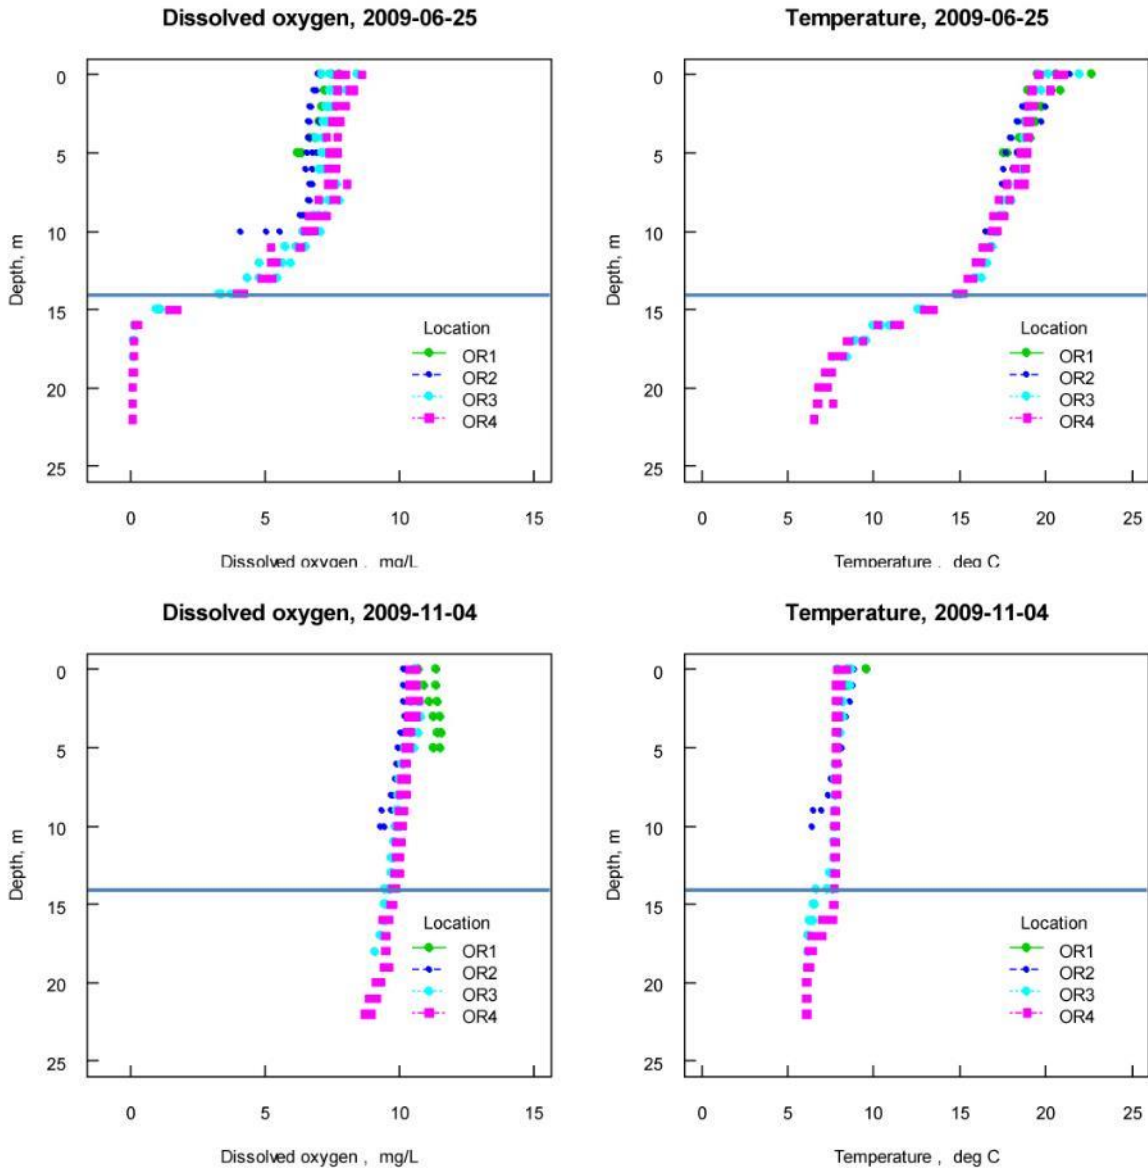 Dissolved oxygen, 2009-06-25
0
5
10
15
20
25
Depth, m
Location
OR1
OR2
OR3
OR4
0 5 10 15
Dissolved oxygen , mg/L
Temperature, 2009-06-25
0
5
10
15
20
25
Depth, m
Location
OR1
OR2
OR3
OR4
0 5 10 15 20 25
Temperature , deg C
Dissolved oxygen, 2009-11-04
0
5
10
15
20
25
Depth, m
Location
OR1
OR2
OR3
OR4
0 5 10 15
Dissolved oxygen , mg/L
Temperature, 2009-11-04
0
5
10
15
20
25
Depth, m
Location
OR1
OR2
OR3
OR4
0 5 10 15 20 25
Temperature , deg C